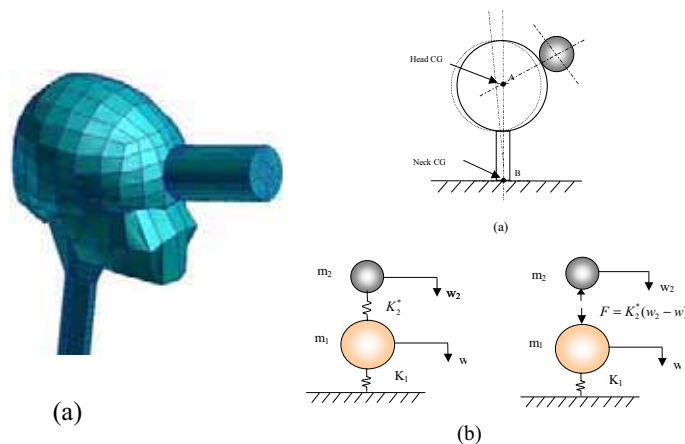 Head CG
A
Neck CG
B
(a)
m₂
w₂
K₂*
m₁
w
K₁
m₂
w₂
F = K₂*(w₂ − w)
m₁
w
K₁
(a)
(b)